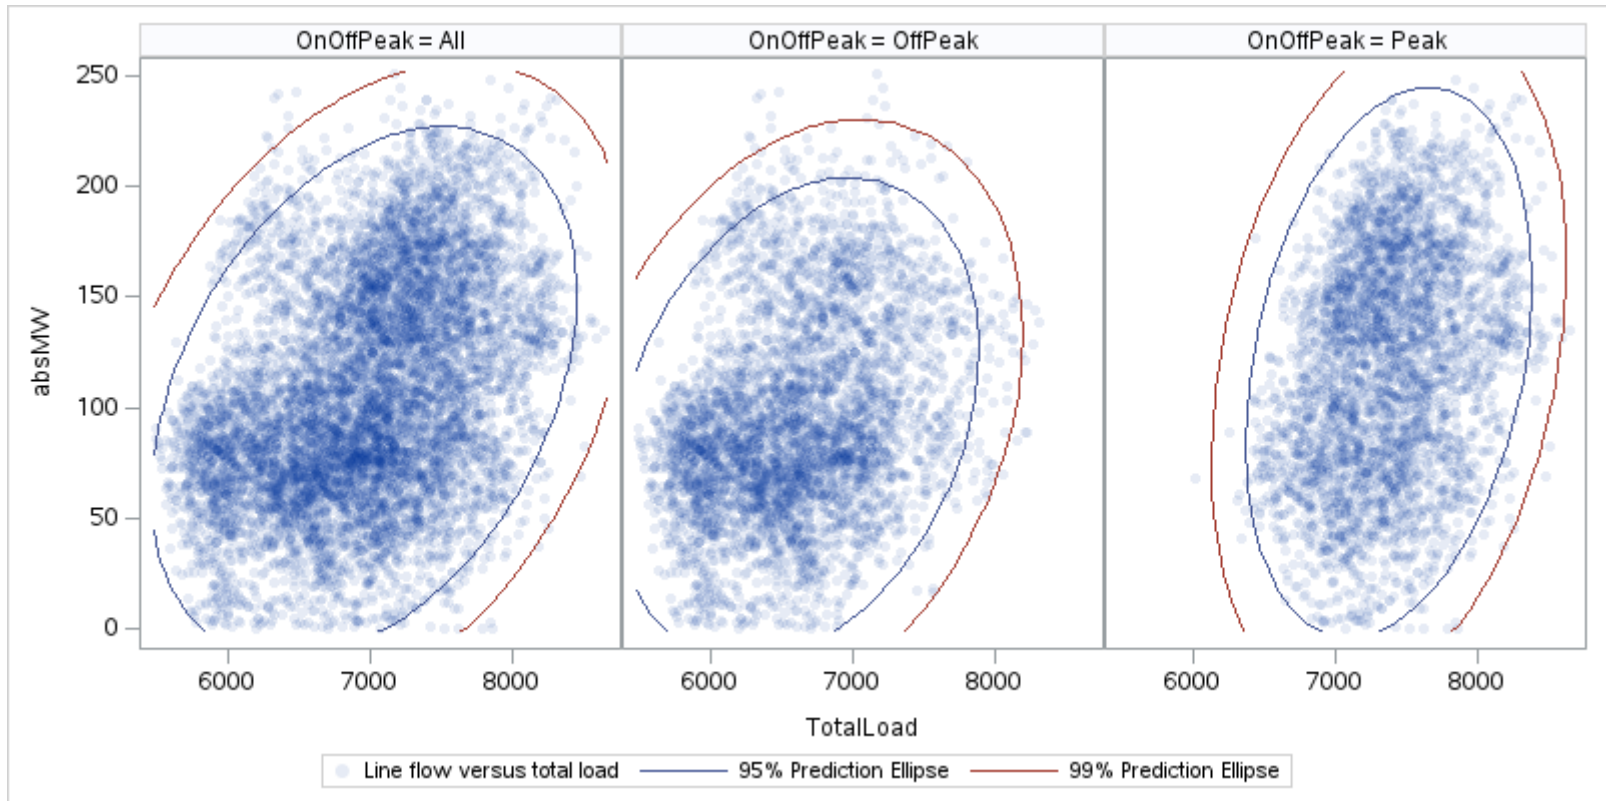 OnOffPeak = All
OnOffPeak = OffPeak
OnOffPeak = Peak
absMW
250
200
150
100
50
0
6000 7000 8000
6000 7000 8000
6000 7000 8000
TotalLoad
Line flow versus total load
95% Prediction Ellipse
99% Prediction Ellipse